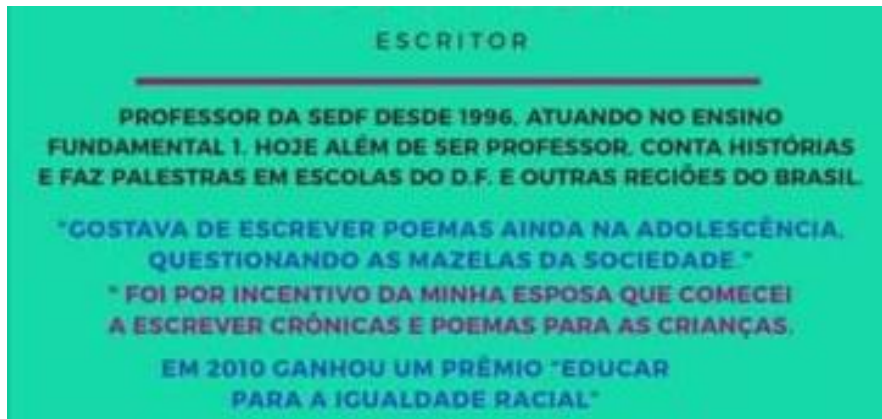 ESCRITOR
PROFESSOR DA SEDF DESDE 1996. ATUANDO NO ENSINO
FUNDAMENTAL 1. HOJE ALÉM DE SER PROFESSOR, CONTA HISTÓRIAS
E FAZ PALESTRAS EM ESCOLAS DO D.F. E OUTRAS REGIÕES DO BRASIL.
"GOSTAVA DE ESCREVER POEMAS AINDA NA ADOLESCÊNCIA,
QUESTIONANDO AS MAZELAS DA SOCIEDADE."
" FOI POR INCENTIVO DA MINHA ESPOSA QUE COMECEI
A ESCREVER CRÔNICAS E POEMAS PARA AS CRIANÇAS.
EM 2010 GANHOU UM PRÊMIO "EDUCAR
PARA A IGUALDADE RACIAL"